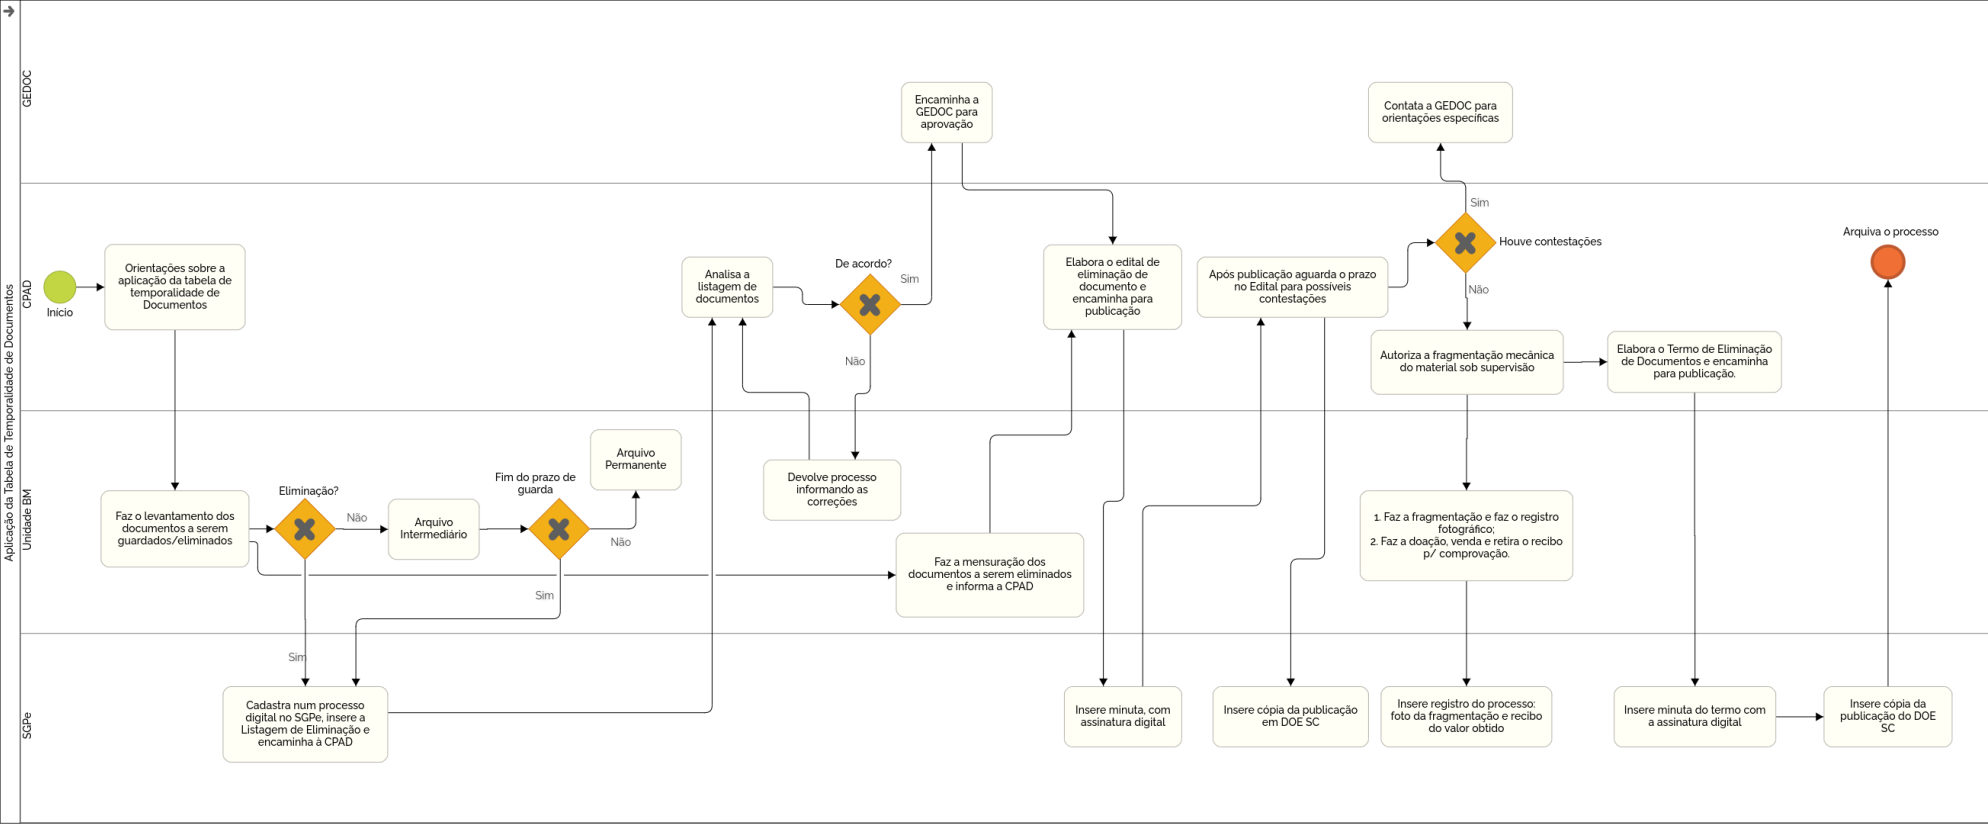 Aplicação da Tabela de Temporalidade de Documentos
GEDOC
Encaminha a
GEDOC para
aprovação
Contata a GEDOC para
orientações específicas
CPAD
Início
Orientações sobre a
aplicação da tabela de
temporalidade de
Documentos
Analisa a
listagem de
documentos
De acordo?
Sim
Não
Elabora o edital de
eliminação de
documento e
encaminha para
publicação
Após publicação aguarda o prazo
no Edital para possíveis
contestações
Sim
Houve contestações
Não
Autoriza a fragmentação mecânica
do material sob supervisão
Elabora o Termo de Eliminação
de Documentos e encaminha
para publicação.
Arquiva o processo
Unidade BM
Faz o levantamento dos
documentos a serem
guardados/eliminados
Eliminação?
Não
Sim
Arquivo
Intermediário
Fim do prazo de
guarda
Não
Sim
Arquivo
Permanente
Devolve processo
informando as
correções
Faz a mensuração dos
documentos a serem eliminados
e informa a CPAD
1. Faz a fragmentação e faz o registro
fotográfico;
2. Faz a doação, venda e retira o recibo
p/ comprovação.
SGPe
Cadastra num processo
digital no SGPe, insere a
Listagem de Eliminação e
encaminha à CPAD
Insere minuta, com
assinatura digital
Insere cópia da publicação
em DOE SC
Insere registro do processo:
foto da fragmentação e recibo
do valor obtido
Insere minuta do termo com
a assinatura digital
Insere cópia da
publicação do DOE
SC